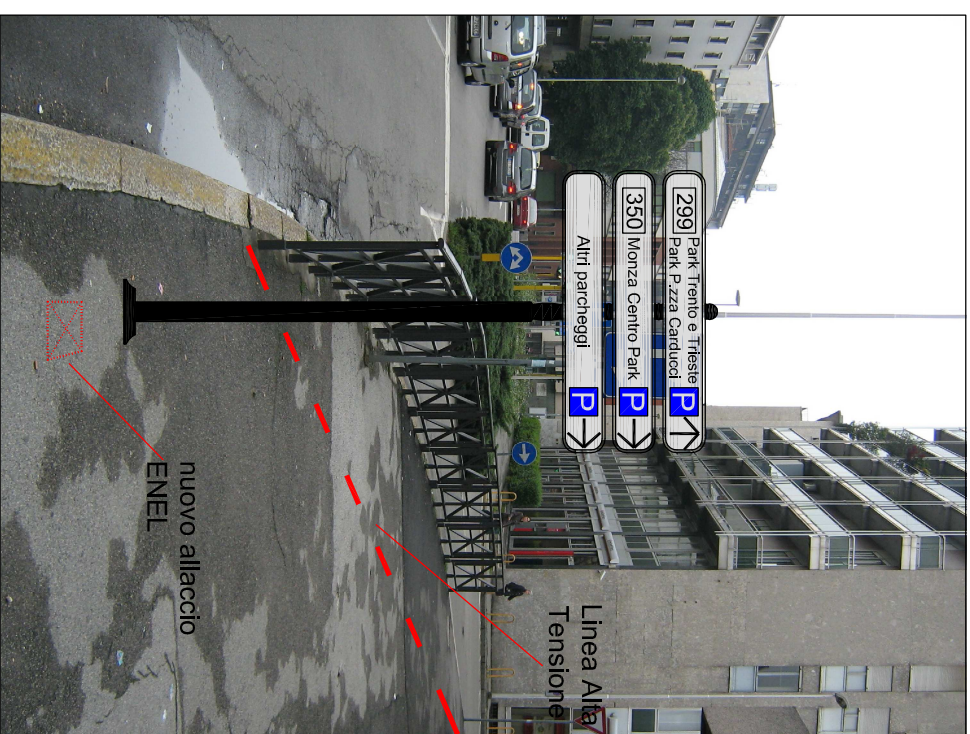 299 Park Trento e Trieste P
Park P.zza Carducci
350 Monza Centro Park P
Altri parcheggi P
Linea Alta
Tensione
nuovo allaccio
ENEL